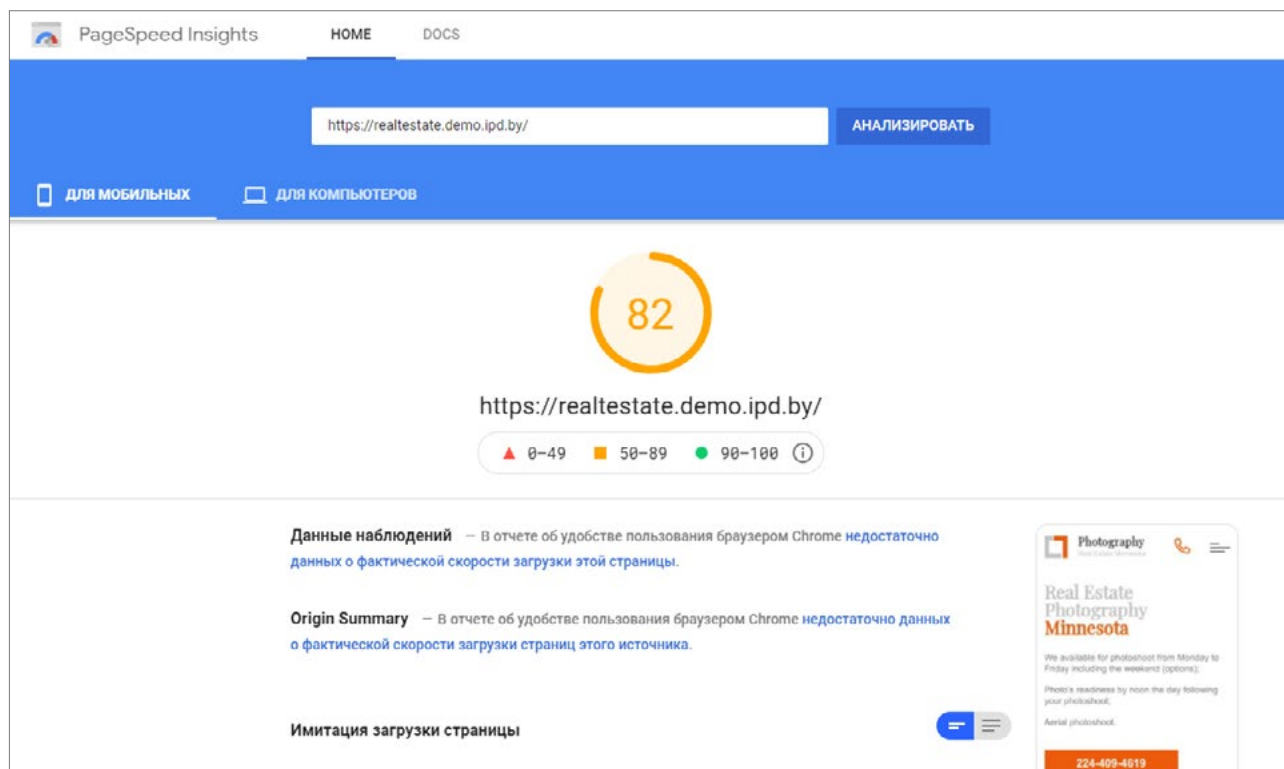 PageSpeed Insights HOME DOCS
https://realtestate.demo.ipd.by/ АНАЛИЗИРОВАТЬ
ДЛЯ МОБИЛЬНЫХ ДЛЯ КОМПЬЮТЕРОВ
82
https://realtestate.demo.ipd.by/
0–49 50–89 90–100
Данные наблюдений — В отчете об удобстве пользования браузером Chrome недостаточно
данных о фактической скорости загрузки этой страницы.
Origin Summary — В отчете об удобстве пользования браузером Chrome недостаточно данных
о фактической скорости загрузки страниц этого источника.
Имитация загрузки страницы
Photography
Real Estate Minnesota
Real Estate
Photography
Minnesota
We available for photoshoot from Monday to
Friday including the weekend (options);
Photo's readiness by noon the day following
your photoshoot;
Aerial photoshoot.
224-409-4619